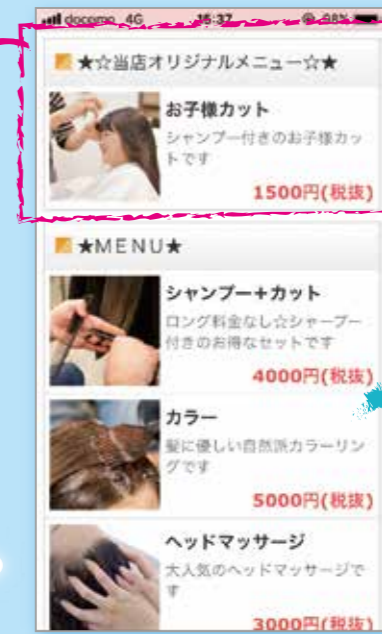 docomo 4G 15:37 98%
★☆当店オリジナルメニュー☆★
お子様カット
シャンプー付きのお子様カッ
トです
1500円(税抜)
★MENU★
シャンプー+カット
ロング料金なし☆シャープー
付きのお得なセットです
4000円(税抜)
カラー
髪に優しい自然派カラーリン
グです
5000円(税抜)
ヘッドマッサージ
大人気のヘッドマッサージで
す
3000円(税抜)